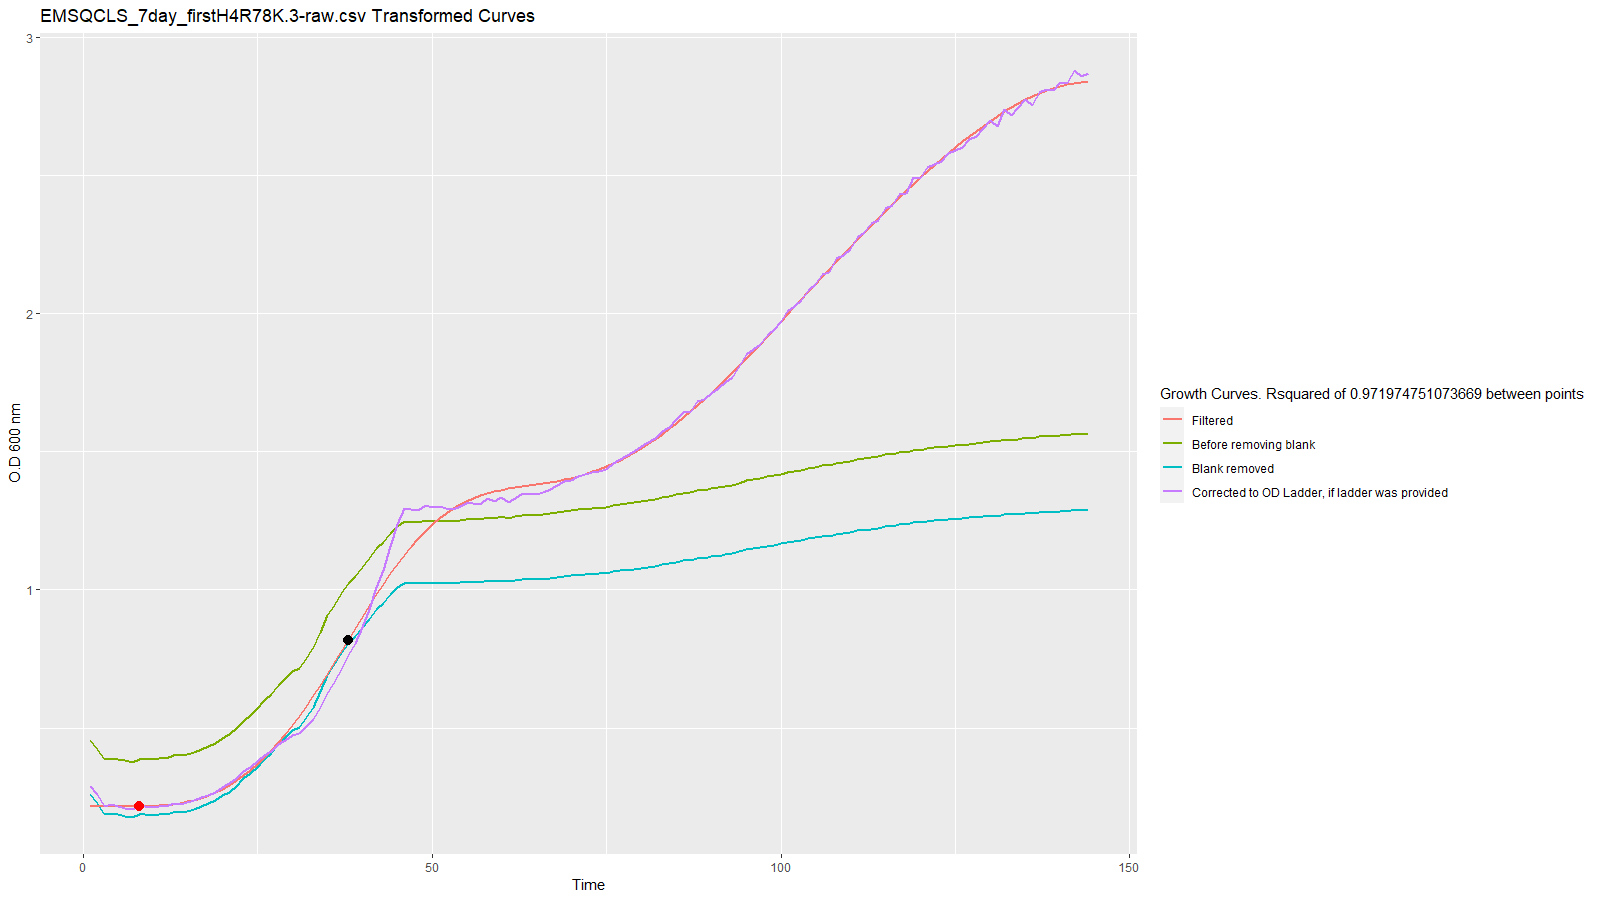 EMSQCLS_7day_firstH4R78K.3-raw.csv Transformed Curves
3
2
1
O.D 600 nm
0
50
100
150
Time
Growth Curves. Rsquared of 0.971974751073669 between points
Filtered
Before removing blank
Blank removed
Corrected to OD Ladder, if ladder was provided